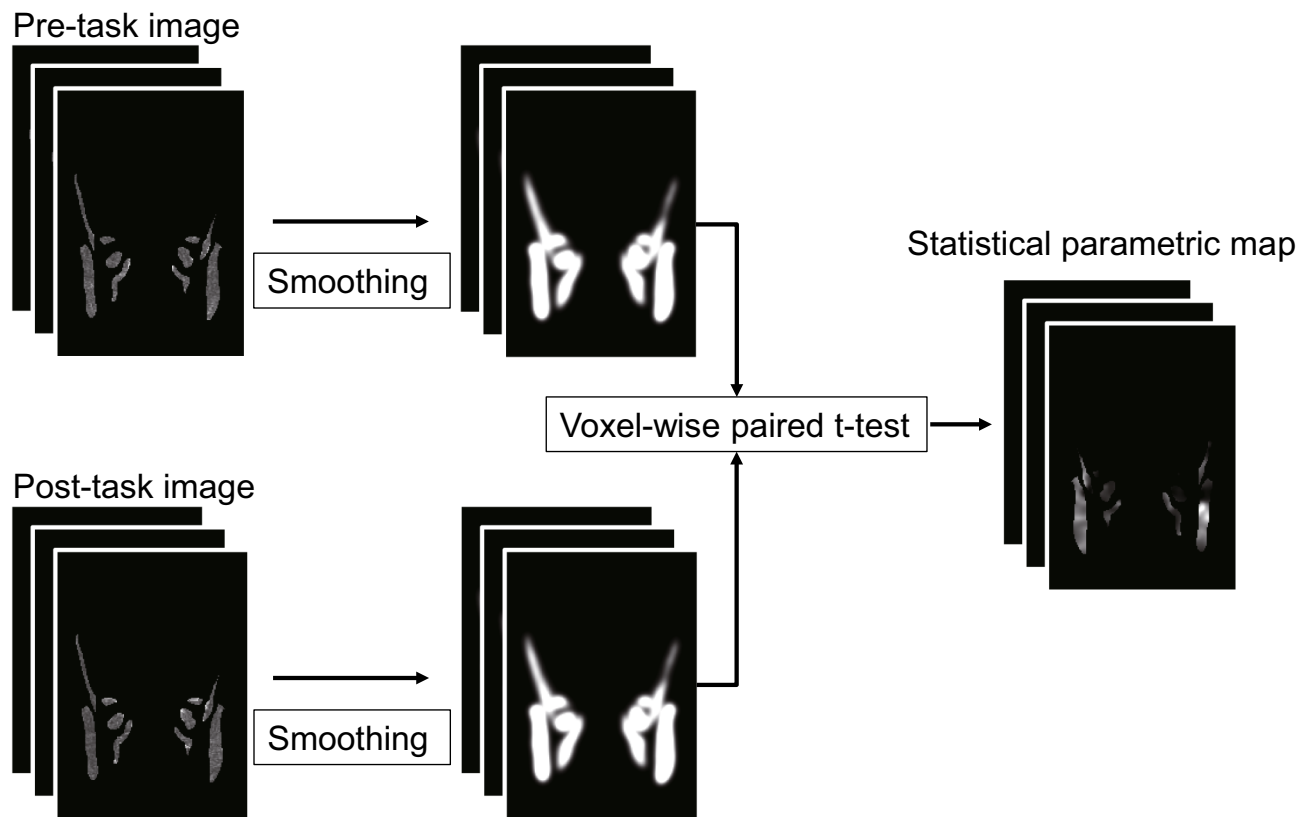 Pre-task image
Smoothing
Statistical parametric map
Voxel-wise paired t-test
Post-task image
Smoothing